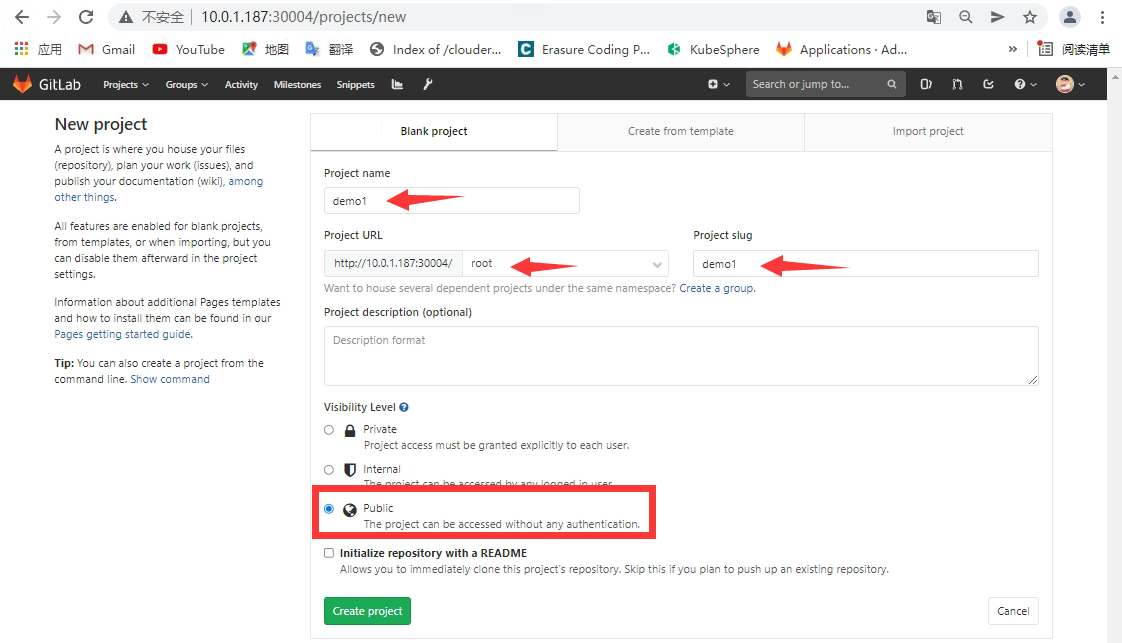 不安全 10.0.1.187:30004/projects/new
应用 Gmail YouTube 地图 翻译 Index of /clouder... Erasure Coding P... KubeSphere Applications · Ad... » 阅读清单
GitLab Projects Groups Activity Milestones Snippets Search or jump to...
New project
A project is where you house your files
(repository), plan your work (issues), and
publish your documentation (wiki), among
other things.
All features are enabled for blank projects,
from templates, or when importing, but you
can disable them afterward in the project
settings.
Information about additional Pages templates
and how to install them can be found in our
Pages getting started guide.
Tip: You can also create a project from the
command line. Show command
Blank project Create from template Import project
Project name
demo1
Project URL Project slug
http://10.0.1.187:30004/ root demo1
Want to house several dependent projects under the same namespace? Create a group.
Project description (optional)
Description format
Visibility Level
Private
Project access must be granted explicitly to each user.
Internal
The project can be accessed by any logged in user.
Public
The project can be accessed without any authentication.
Initialize repository with a README
Allows you to immediately clone this project's repository. Skip this if you plan to push up an existing repository.
Create project Cancel